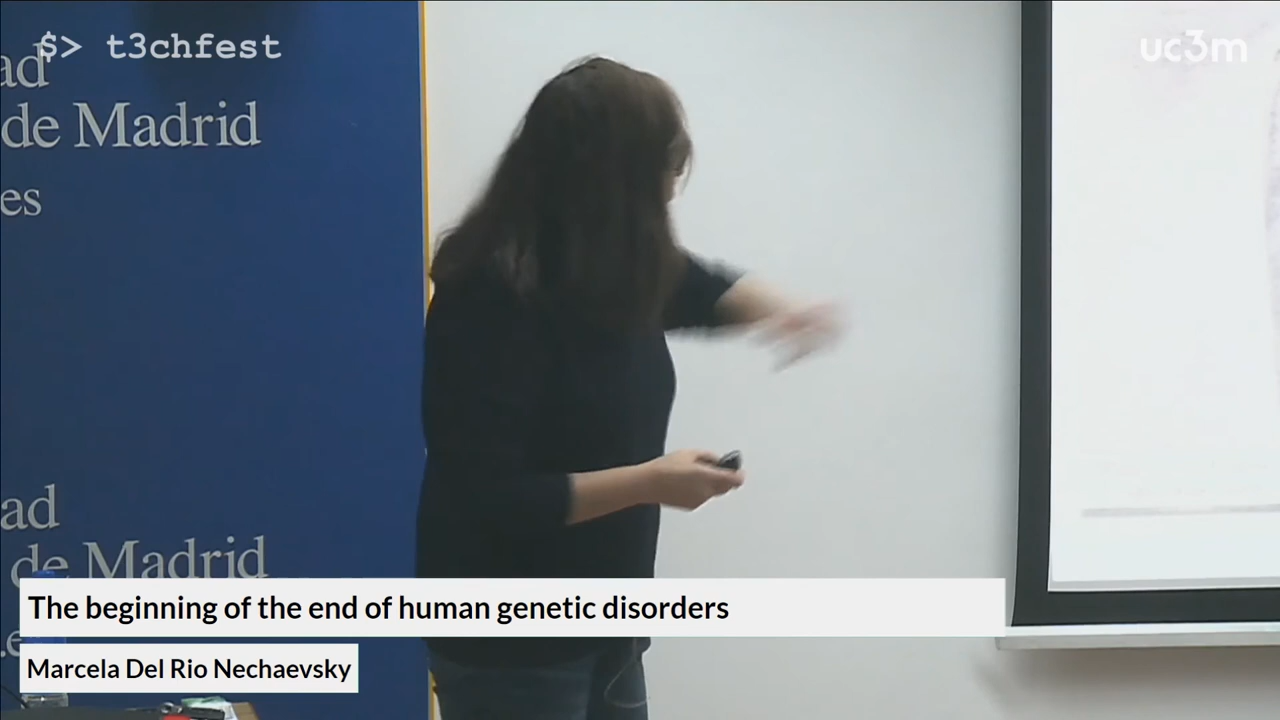 $> t3chfest
uc3m
ad
de Madrid
es
ad
de Madrid
.e
The beginning of the end of human genetic disorders
Marcela Del Rio Nechaevsky